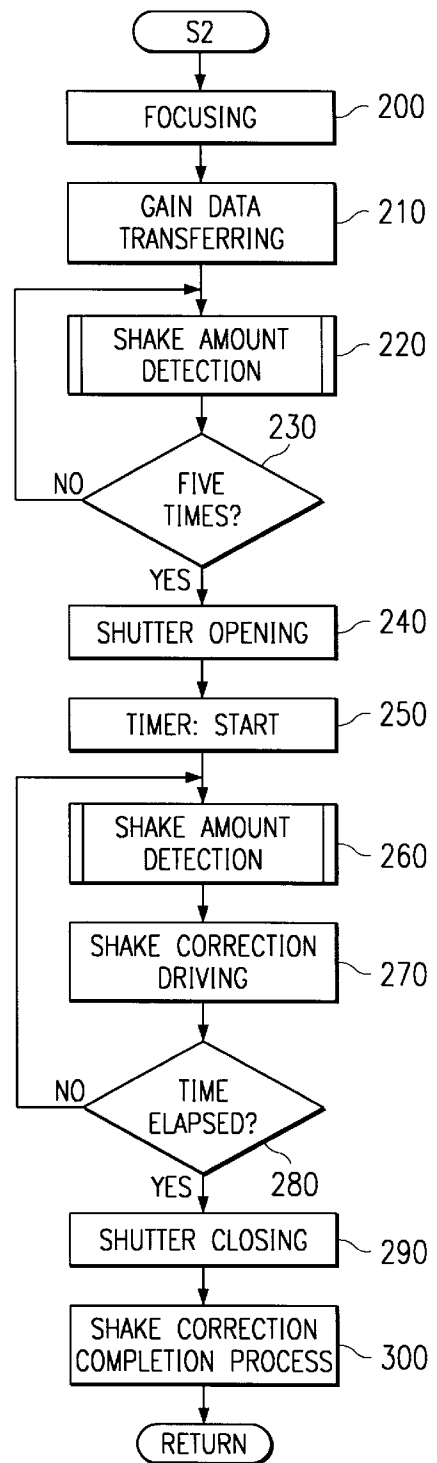 S2
FOCUSING
200
GAIN DATA
TRANSFERRING
210
SHAKE AMOUNT
DETECTION
220
230
NO
FIVE
TIMES?
YES
SHUTTER OPENING
240
TIMER: START
250
SHAKE AMOUNT
DETECTION
260
SHAKE CORRECTION
DRIVING
270
NO
TIME
ELAPSED?
280
YES
SHUTTER CLOSING
290
SHAKE CORRECTION
COMPLETION PROCESS
300
RETURN